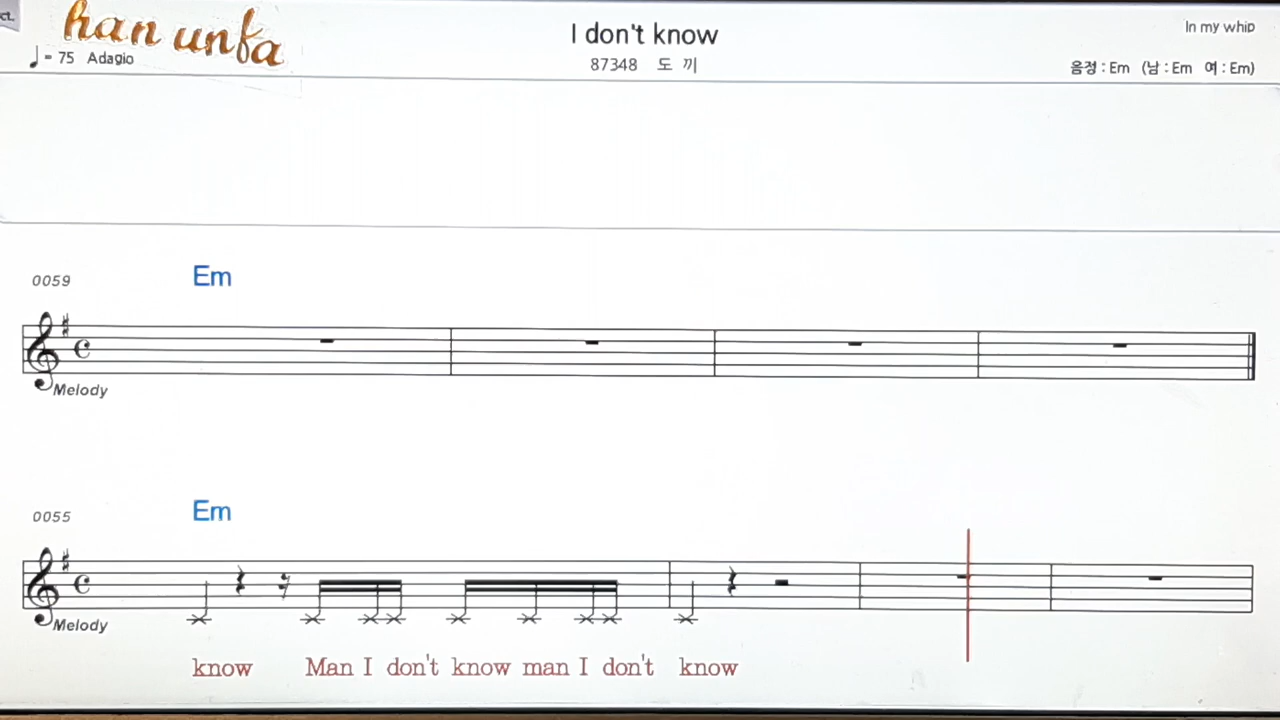 han unfa
I don't know
In my whip
♩= 75 Adagio
87348 도 끼
음정 : Em (남 : Em 여 : Em)
0059
Em
Melody
0055
Em
Melody
know Man I don't know man I don't know